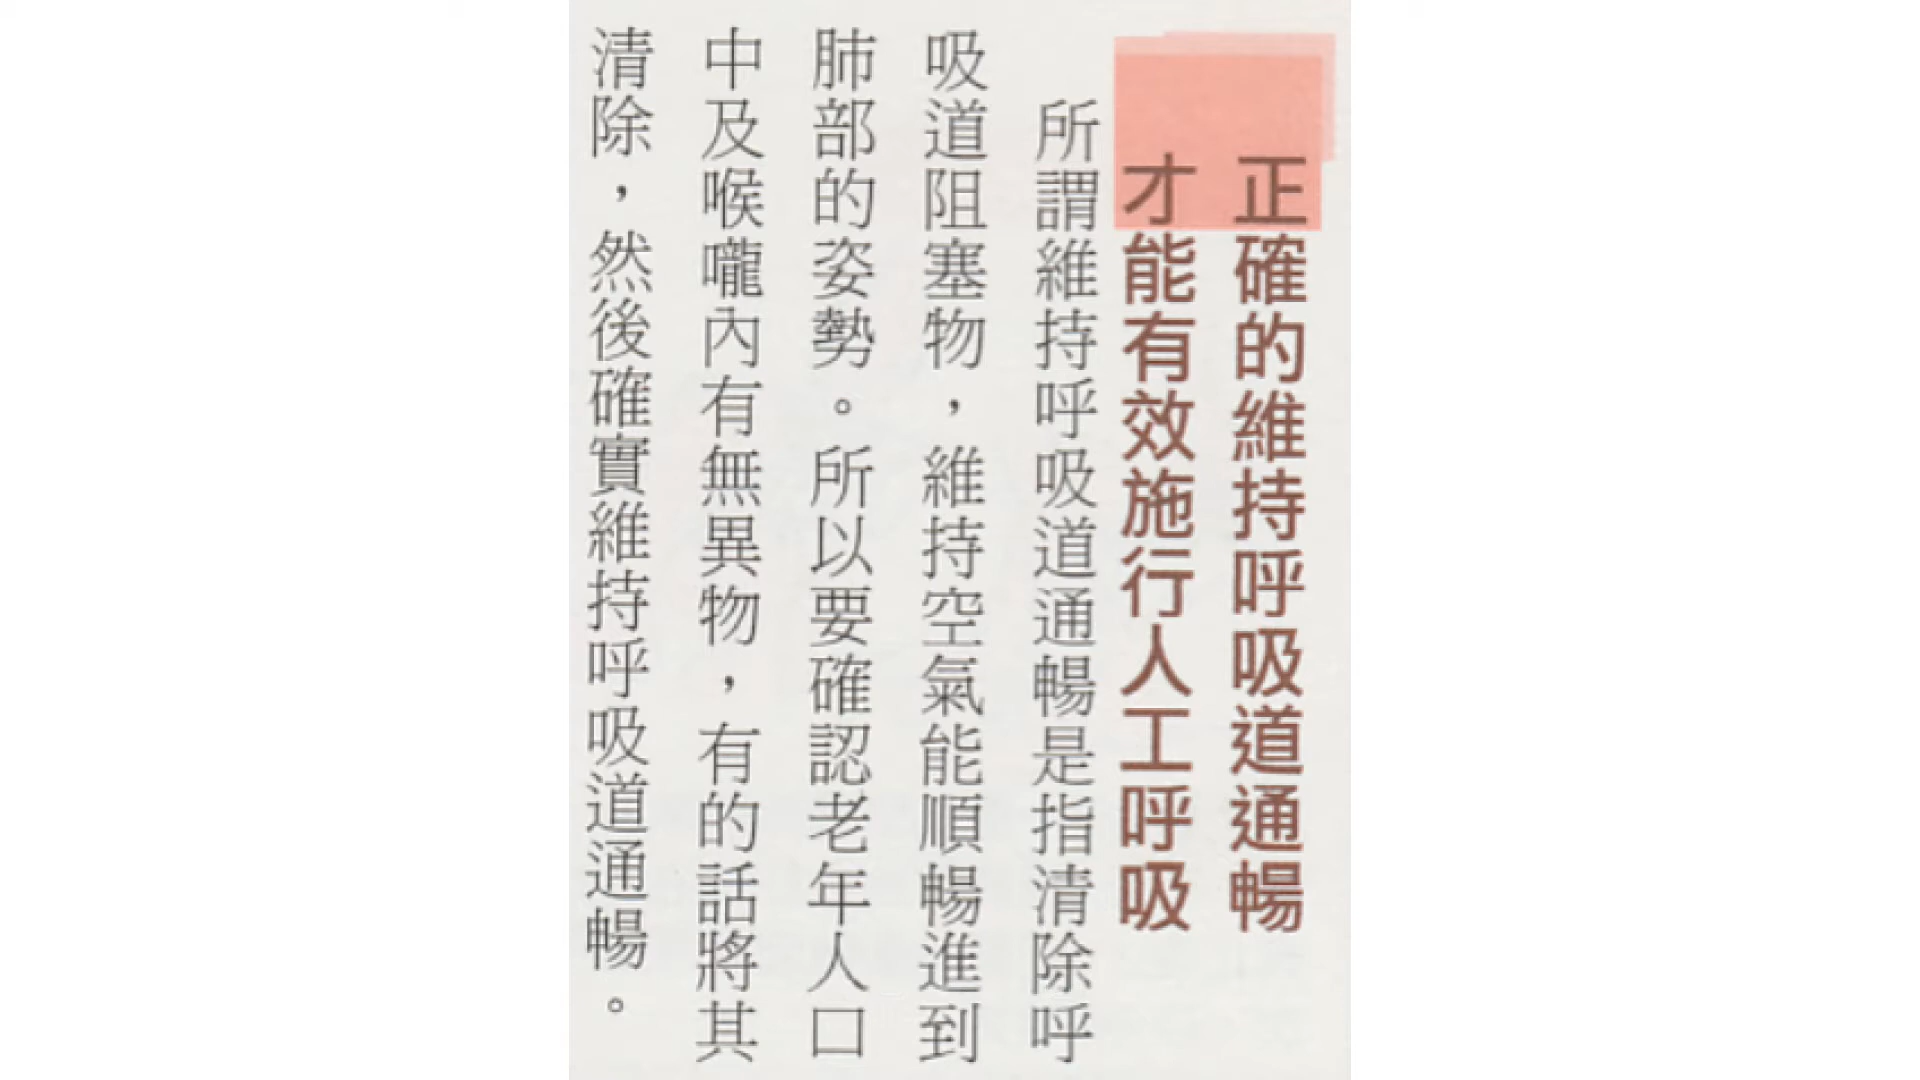 正確的維持呼吸道通暢
才能有效施行人工呼吸
所謂維持呼吸道通暢是指清除呼
吸道阻塞物，維持空氣能順暢進到
肺部的姿勢。所以要確認老年人口
中及喉嚨內有無異物，有的話將其
清除，然後確實維持呼吸道通暢。